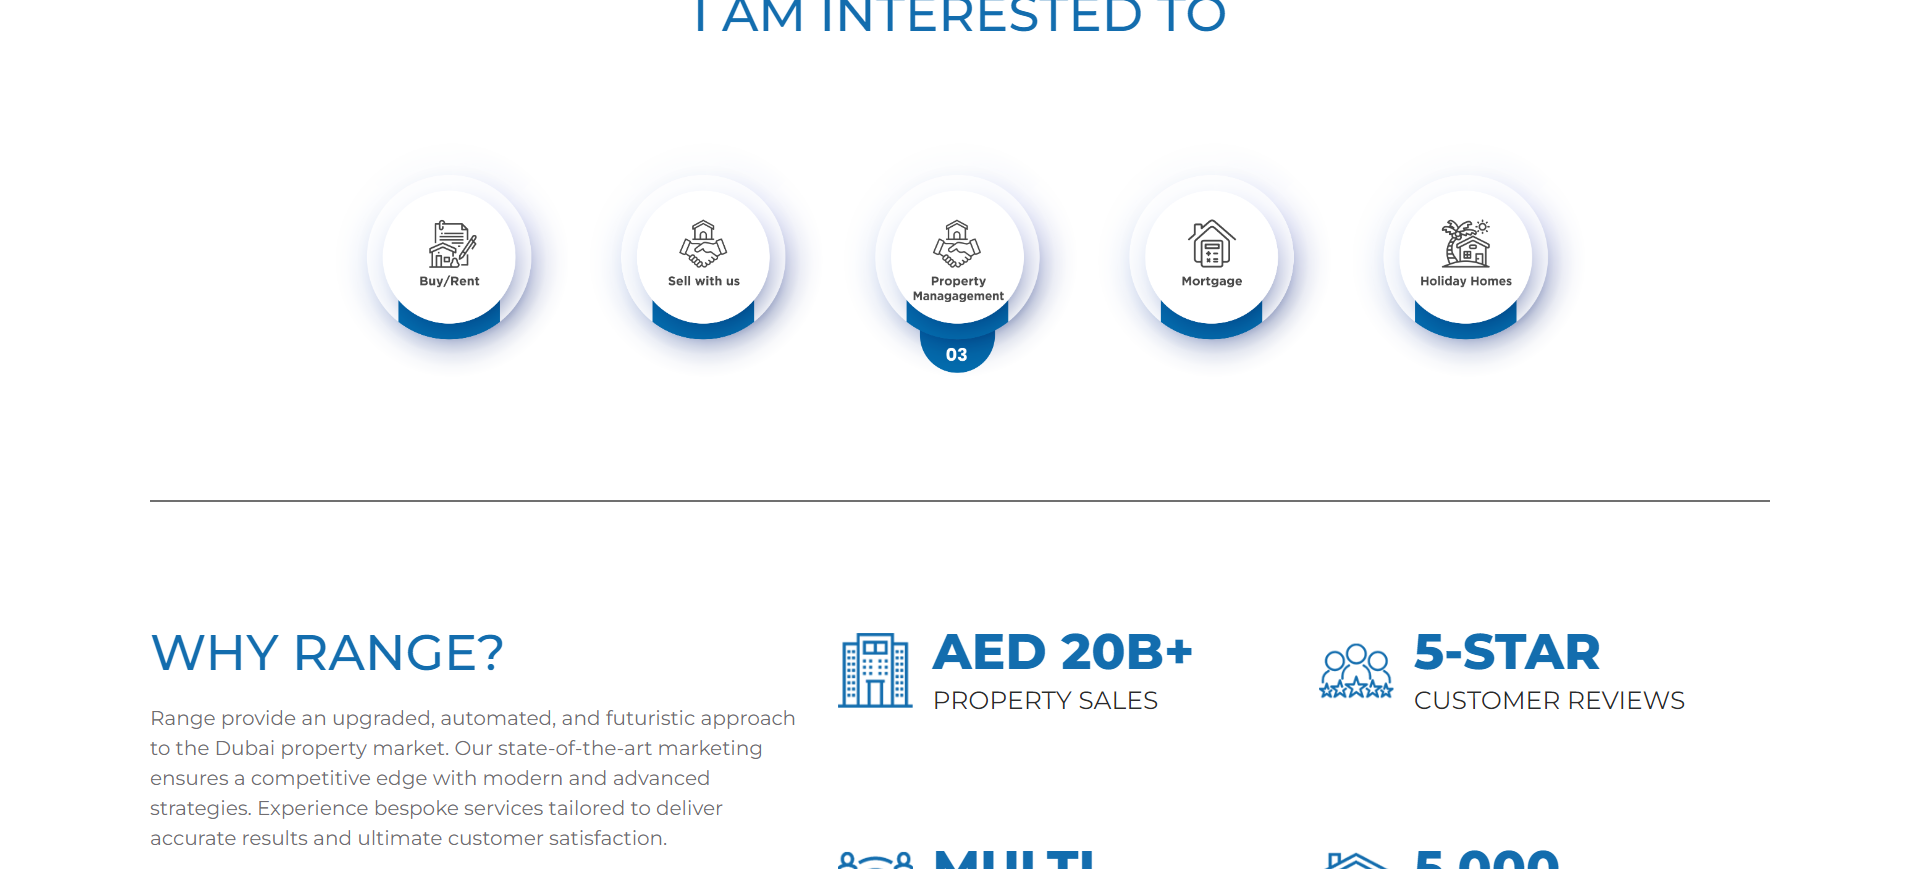 I AM INTERESTED TO
Buy/Rent
Sell with us
Property
Managagement
03
Mortgage
Holiday Homes
WHY RANGE?
Range provide an upgraded, automated, and futuristic approach
to the Dubai property market. Our state-of-the-art marketing
ensures a competitive edge with modern and advanced
strategies. Experience bespoke services tailored to deliver
accurate results and ultimate customer satisfaction.
AED 20B+
PROPERTY SALES
5-STAR
CUSTOMER REVIEWS
MULTI
5,000